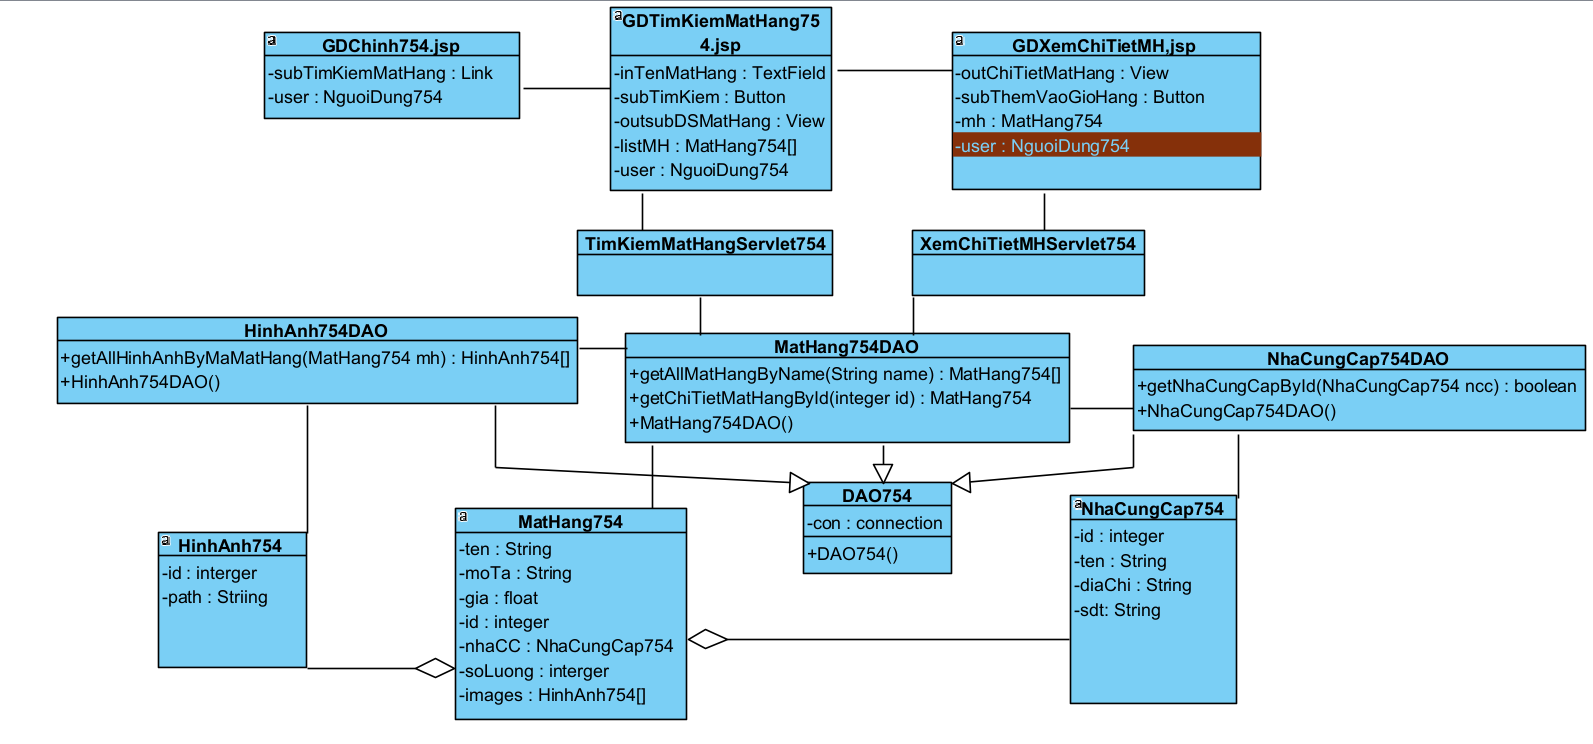 a
GDChinh754.jsp
-subTimKiemMatHang : Link
-user : NguoiDung754
a
GDTimKiemMatHang75
4.jsp
-inTenMatHang : TextField
-subTimKiem : Button
-outsubDSMatHang : View
-listMH : MatHang754[]
-user : NguoiDung754
a
GDXemChiTietMH,jsp
-outChiTietMatHang : View
-subThemVaoGioHang : Button
-mh : MatHang754
-user : NguoiDung754
TimKiemMatHangServlet754
XemChiTietMHServlet754
HinhAnh754DAO
+getAllHinhAnhByMaMatHang(MatHang754 mh) : HinhAnh754[]
+HinhAnh754DAO()
MatHang754DAO
+getAllMatHangByName(String name) : MatHang754[]
+getChiTietMatHangById(integer id) : MatHang754
+MatHang754DAO()
NhaCungCap754DAO
+getNhaCungCapById(NhaCungCap754 ncc) : boolean
+NhaCungCap754DAO()
DAO754
-con : connection
+DAO754()
a
HinhAnh754
-id : interger
-path : Striing
a
MatHang754
-ten : String
-moTa : String
-gia : float
-id : integer
-nhaCC : NhaCungCap754
-soLuong : interger
-images : HinhAnh754[]
a
NhaCungCap754
-id : integer
-ten : String
-diaChi : String
-sdt: String